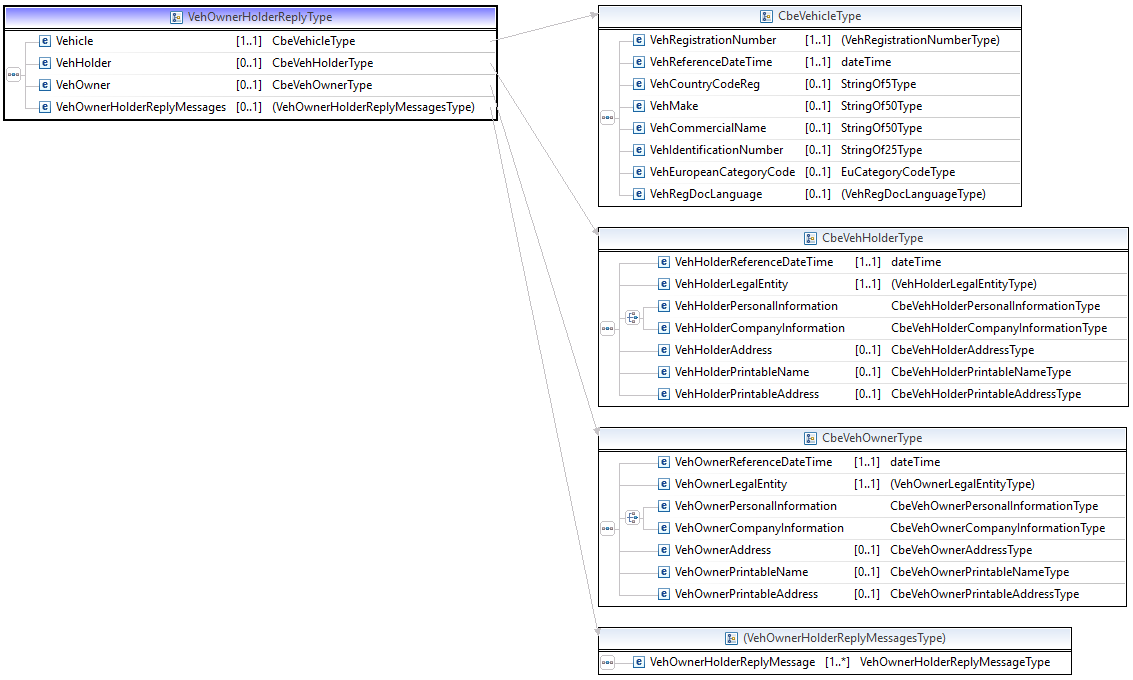 VehOwnerHolderReplyType
Vehicle [1..1] CbeVehicleType
VehHolder [0..1] CbeVehHolderType
VehOwner [0..1] CbeVehOwnerType
VehOwnerHolderReplyMessages [0..1] (VehOwnerHolderReplyMessagesType)
CbeVehicleType
VehRegistrationNumber [1..1] (VehRegistrationNumberType)
VehReferenceDateTime [1..1] dateTime
VehCountryCodeReg [0..1] StringOf5Type
VehMake [0..1] StringOf50Type
VehCommercialName [0..1] StringOf50Type
VehIdentificationNumber [0..1] StringOf25Type
VehEuropeanCategoryCode [0..1] EuCategoryCodeType
VehRegDocLanguage [0..1] (VehRegDocLanguageType)
CbeVehHolderType
VehHolderReferenceDateTime [1..1] dateTime
VehHolderLegalEntity [1..1] (VehHolderLegalEntityType)
VehHolderPersonalInformation CbeVehHolderPersonalInformationType
VehHolderCompanyInformation CbeVehHolderCompanyInformationType
VehHolderAddress [0..1] CbeVehHolderAddressType
VehHolderPrintableName [0..1] CbeVehHolderPrintableNameType
VehHolderPrintableAddress [0..1] CbeVehHolderPrintableAddressType
CbeVehOwnerType
VehOwnerReferenceDateTime [1..1] dateTime
VehOwnerLegalEntity [1..1] (VehOwnerLegalEntityType)
VehOwnerPersonalInformation CbeVehOwnerPersonalInformationType
VehOwnerCompanyInformation CbeVehOwnerCompanyInformationType
VehOwnerAddress [0..1] CbeVehOwnerAddressType
VehOwnerPrintableName [0..1] CbeVehOwnerPrintableNameType
VehOwnerPrintableAddress [0..1] CbeVehOwnerPrintableAddressType
(VehOwnerHolderReplyMessagesType)
VehOwnerHolderReplyMessage [1..*] VehOwnerHolderReplyMessageType